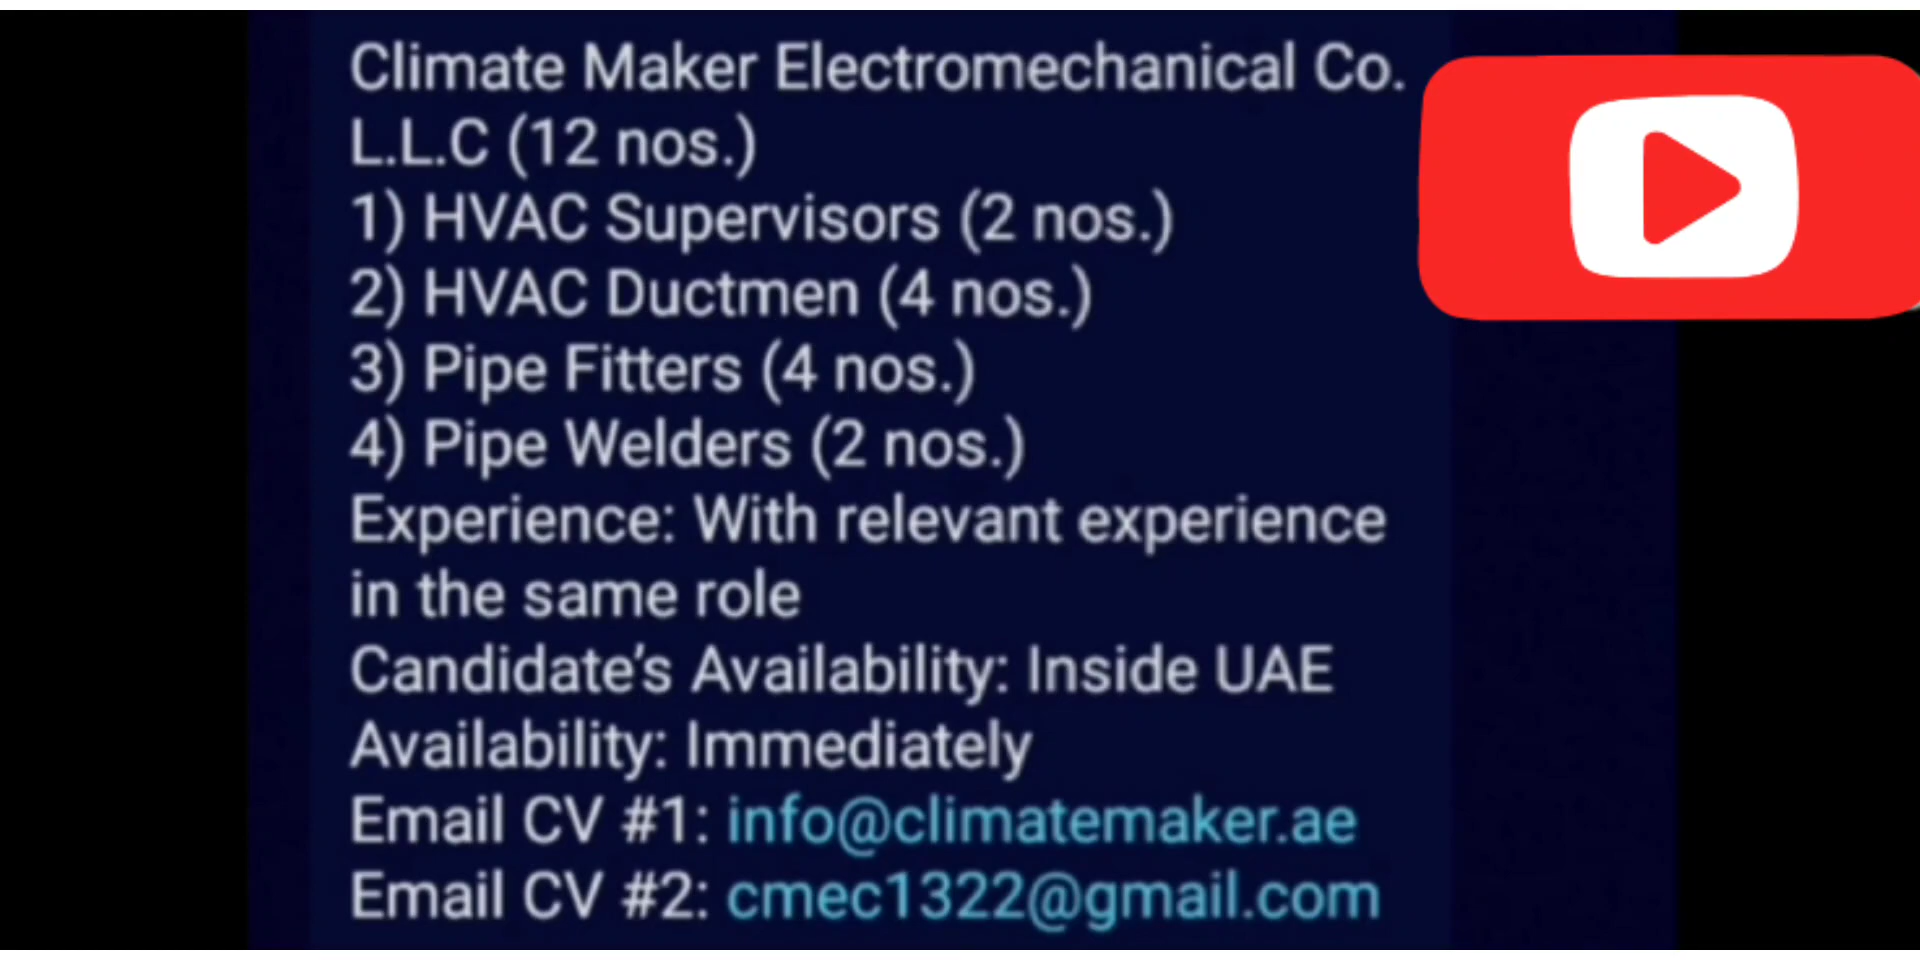 Climate Maker Electromechanical Co.
L.L.C (12 nos.)
1) HVAC Supervisors (2 nos.)
2) HVAC Ductmen (4 nos.)
3) Pipe Fitters (4 nos.)
4) Pipe Welders (2 nos.)
Experience: With relevant experience
in the same role
Candidate’s Availability: Inside UAE
Availability: Immediately
Email CV #1: info@climatemaker.ae
Email CV #2: cmec1322@gmail.com